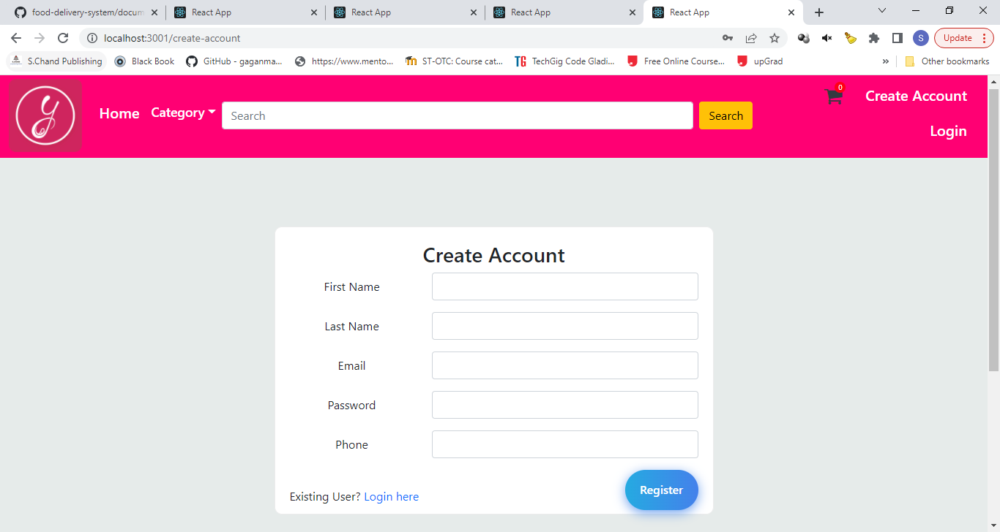 food-delivery-system/docum
React App
React App
React App
React App
localhost:3001/create-account
S
Update
S.Chand Publishing
Black Book
GitHub - gaganma...
https://www.mento...
ST-OTC: Course cat...
TG
TechGig Code Gladi...
Free Online Course...
upGrad
»
Other bookmarks
y
Home
Category
Search
Search
0
Create Account
Login
Create Account
First Name
Last Name
Email
Password
Phone
Existing User? Login here
Register